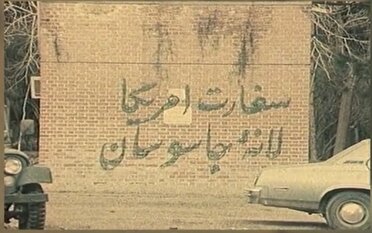 سفارت امریکا
لانهٔ جاسوسان